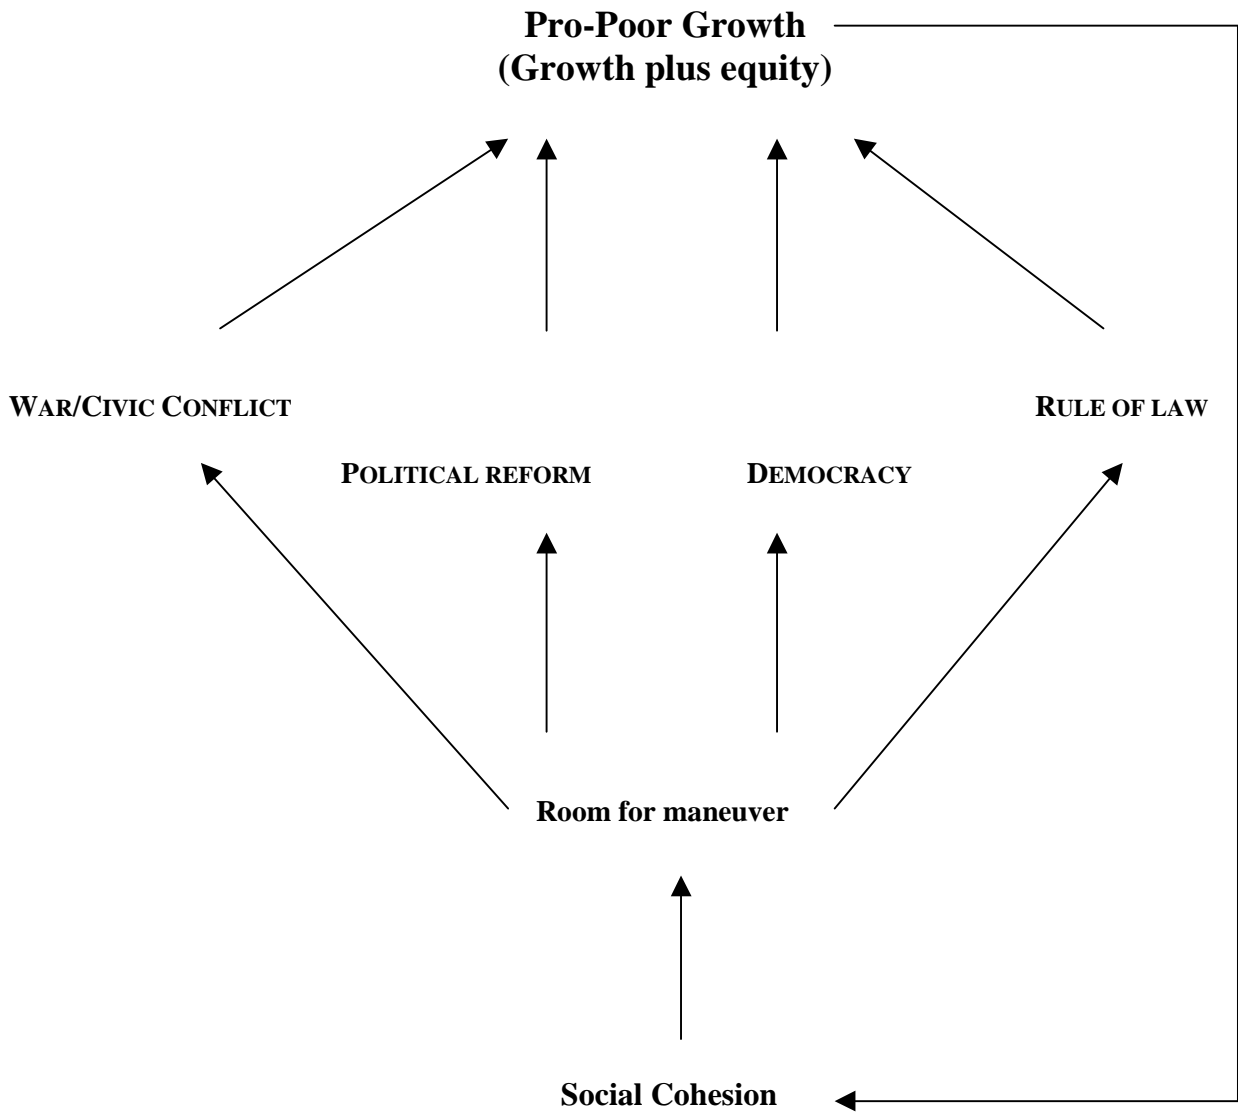 Pro-Poor Growth
(Growth plus equity)
WAR/CIVIC CONFLICT
RULE OF LAW
POLITICAL REFORM
DEMOCRACY
Room for maneuver
Social Cohesion